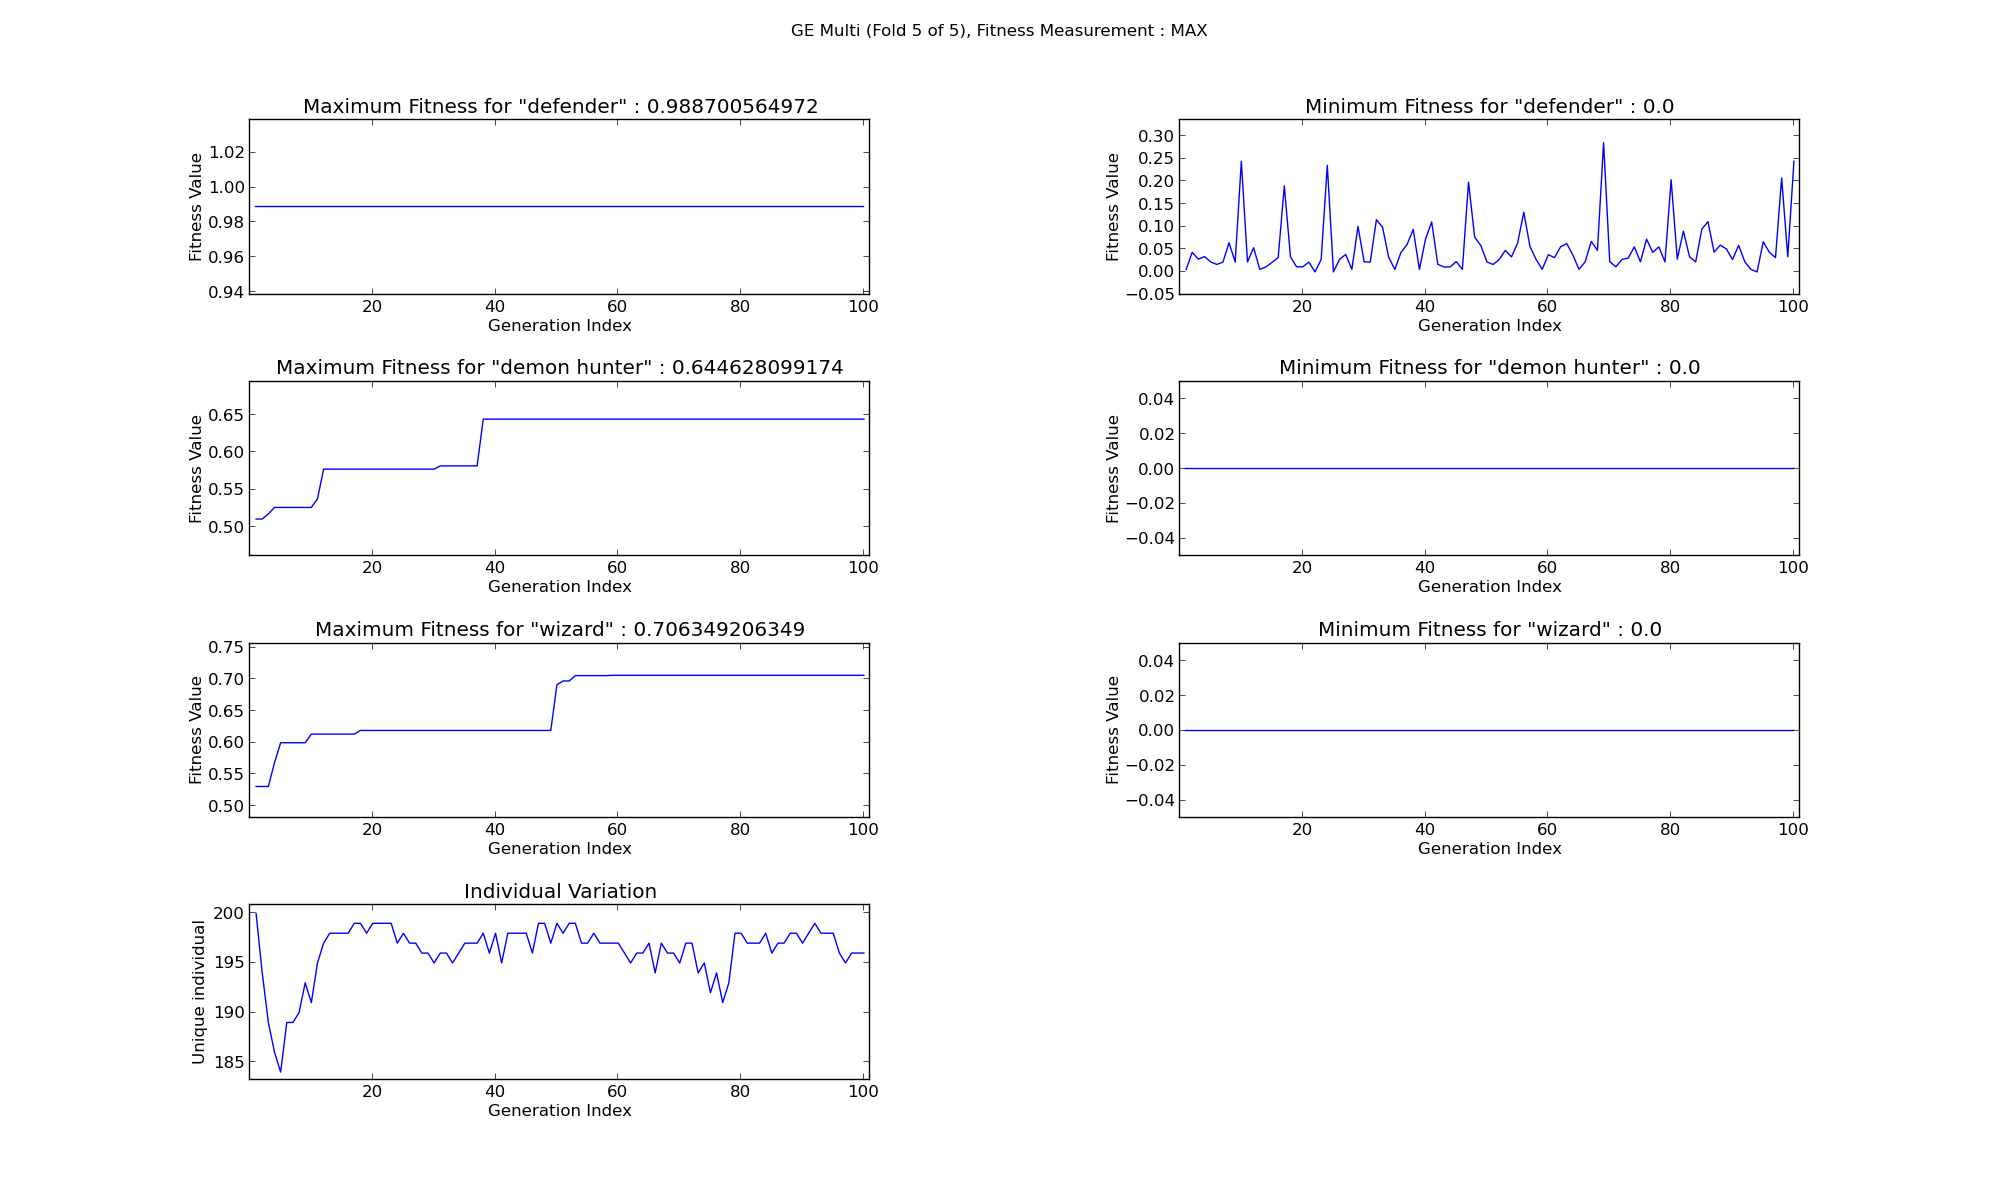 GE Multi (Fold 5 of 5), Fitness Measurement : MAX
Maximum Fitness for "defender" : 0.988700564972
Fitness Value
1.02
1.00
0.98
0.96
0.94
20 40 60 80 100
Generation Index
Minimum Fitness for "defender" : 0.0
Fitness Value
0.30
0.25
0.20
0.15
0.10
0.05
0.00
−0.05
20 40 60 80 100
Generation Index
Maximum Fitness for "demon hunter" : 0.644628099174
Fitness Value
0.65
0.60
0.55
0.50
20 40 60 80 100
Generation Index
Minimum Fitness for "demon hunter" : 0.0
Fitness Value
0.04
0.02
0.00
−0.02
−0.04
20 40 60 80 100
Generation Index
Maximum Fitness for "wizard" : 0.706349206349
Fitness Value
0.75
0.70
0.65
0.60
0.55
0.50
20 40 60 80 100
Generation Index
Minimum Fitness for "wizard" : 0.0
Fitness Value
0.04
0.02
0.00
−0.02
−0.04
20 40 60 80 100
Generation Index
Individual Variation
Unique individual
200
195
190
185
20 40 60 80 100
Generation Index